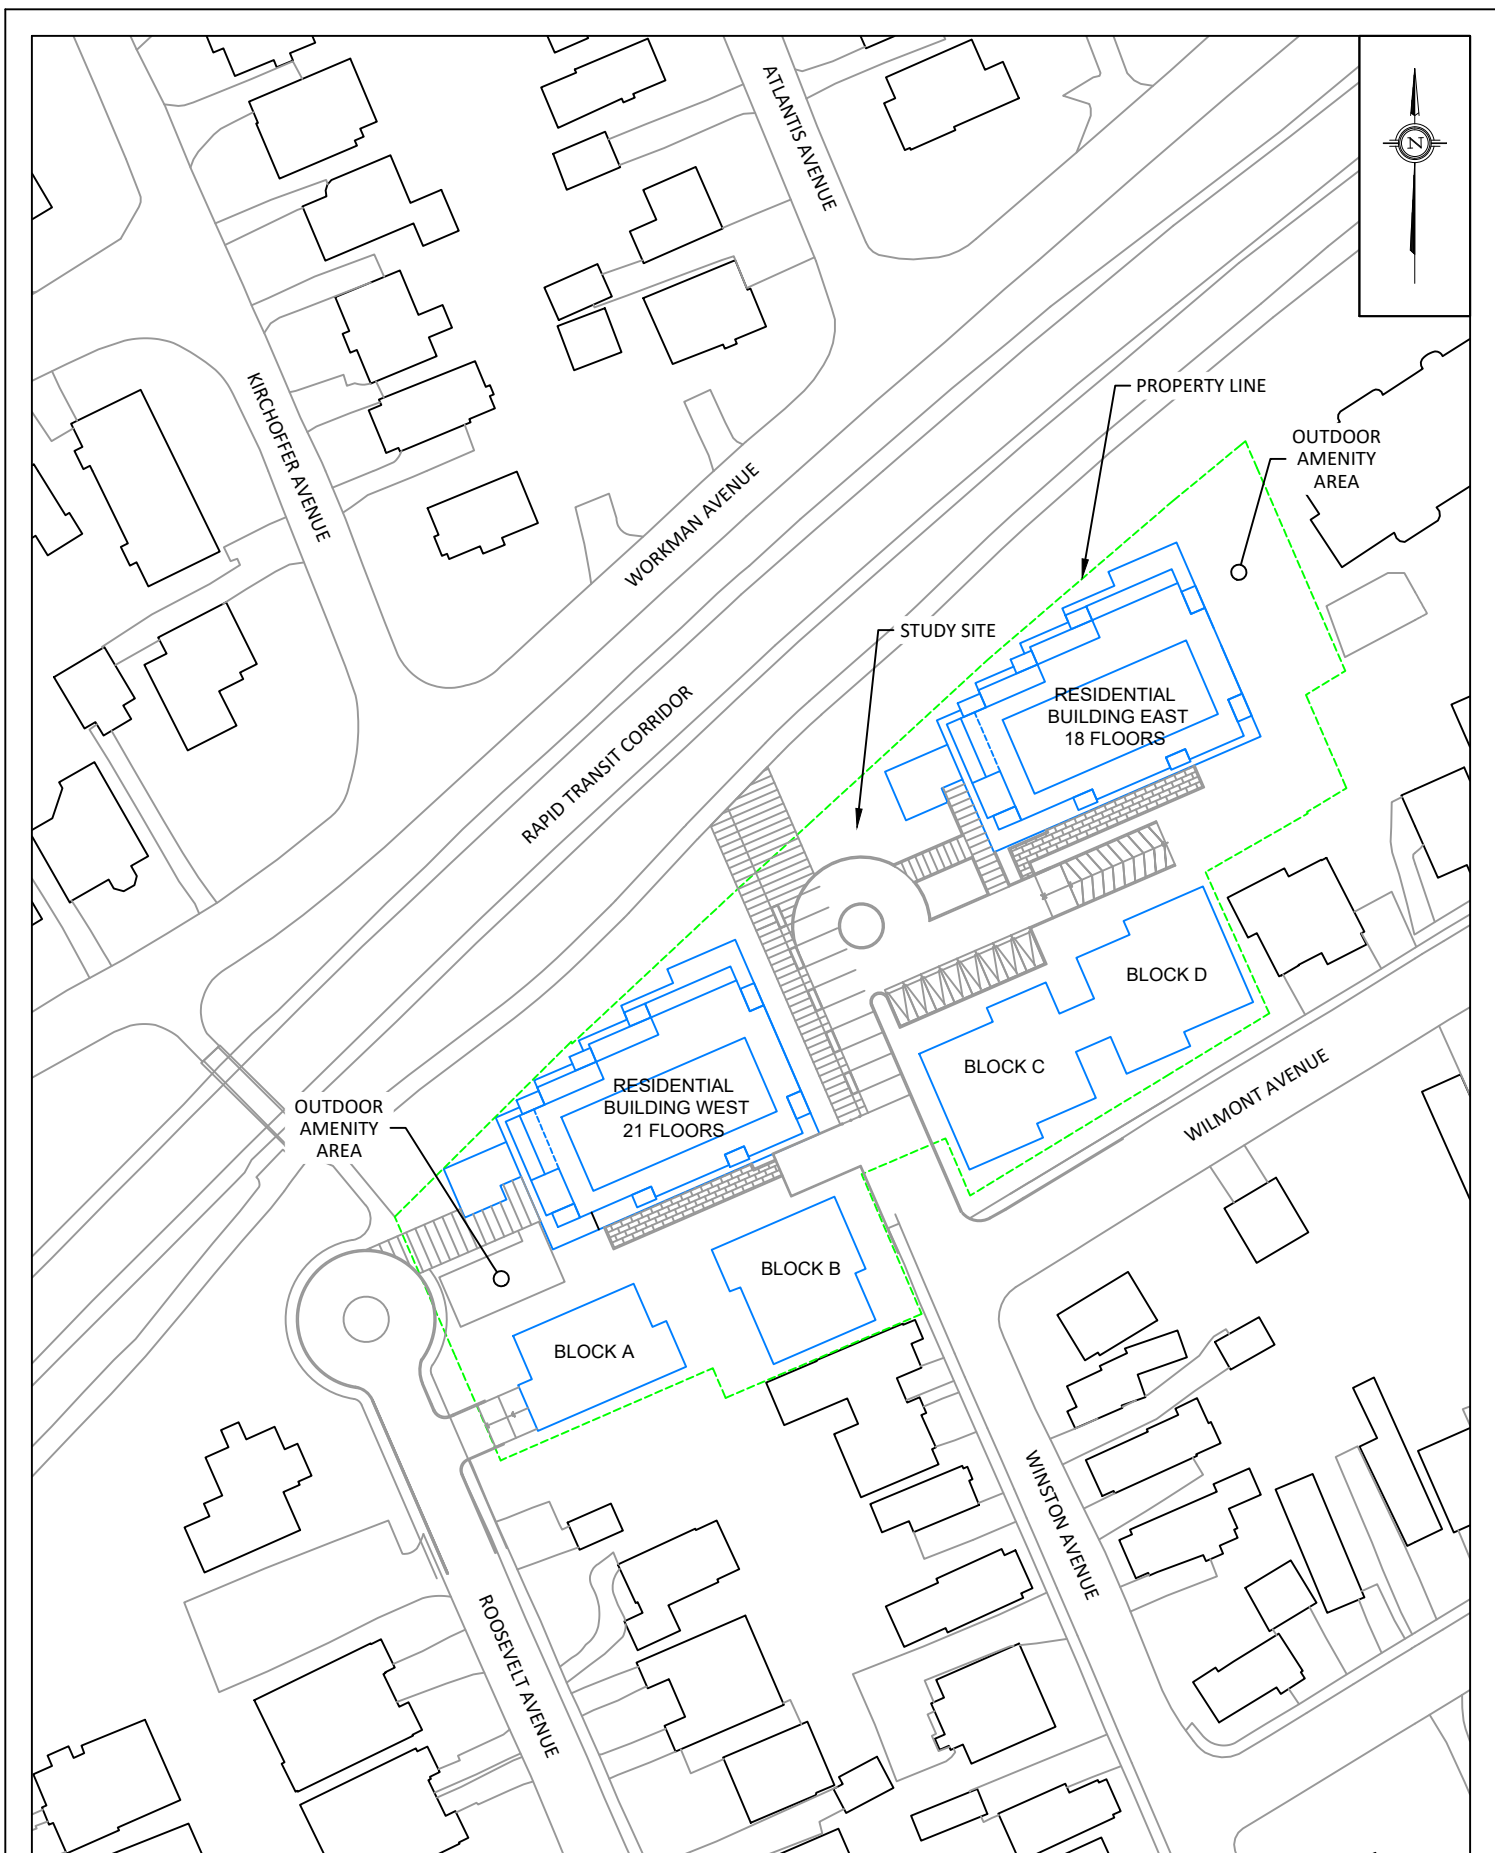 ATLANTIS AVENUE
N
KIRCHOFFER AVENUE
PROPERTY LINE
OUTDOOR
AMENITY
AREA
WORKMAN AVENUE
STUDY SITE
RAPID TRANSIT CORRIDOR
RESIDENTIAL
BUILDING EAST
18 FLOORS
BLOCK D
BLOCK C
RESIDENTIAL
BUILDING WEST
21 FLOORS
WILMONT AVENUE
OUTDOOR
AMENITY
AREA
BLOCK B
BLOCK A
WINSTON AVENUE
ROOSEVELT AVENUE